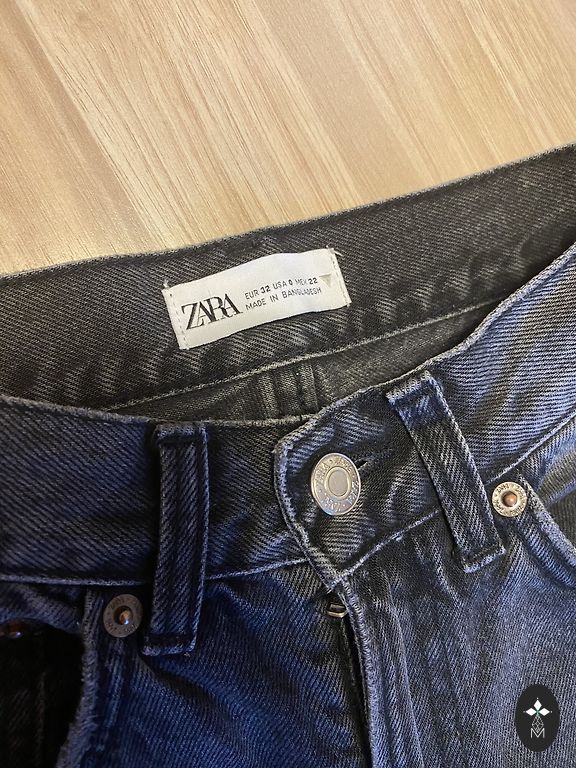 ZARA
EUR 32 USA 0 MEX 22
MADE IN BANGLADESH
M